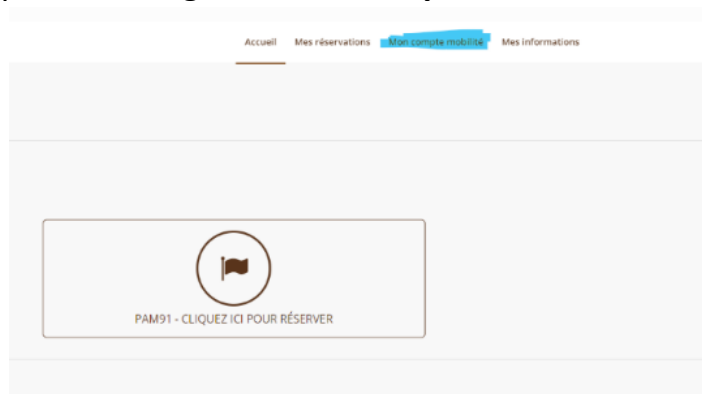 Accueil Mes réservations Mon compte mobilité Mes informations
PAM91 - CLIQUEZ ICI POUR RÉSERVER